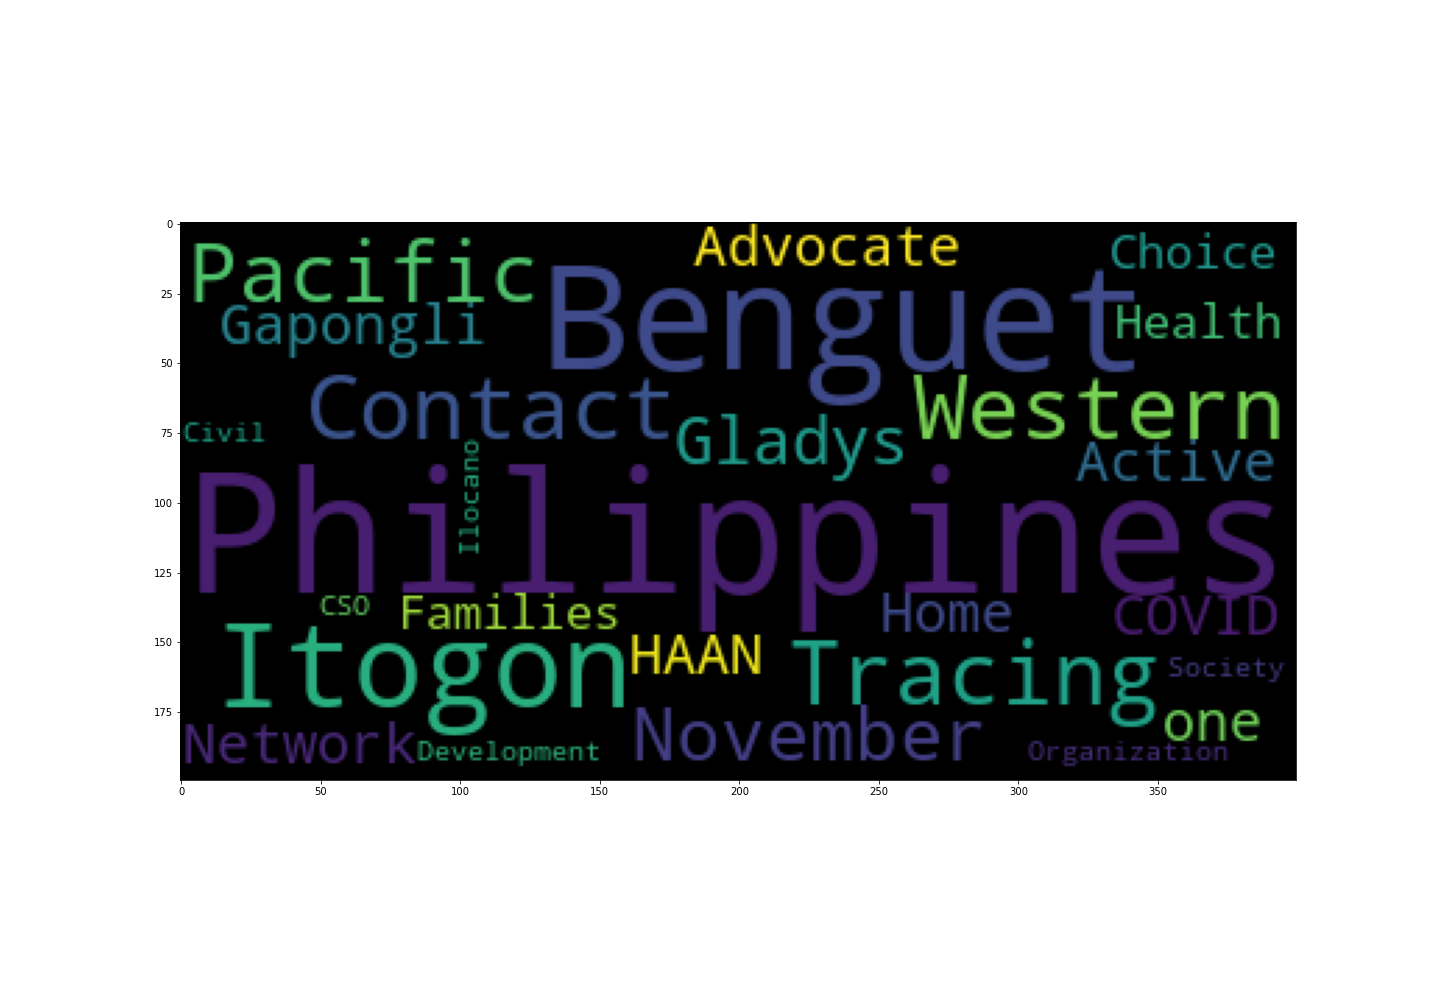 Pacific
Advocate
Choice
Benguet
Gapongli
Health
Contact
Western
Civil
Gladys
Active
Ilocano
Philippines
CSO
Families
Home
COVID
Itogon
HAAN
Tracing
Society
Network
Development
November
one
Organization
0
25
50
75
100
125
150
175
0 50 100 150 200 250 300 350